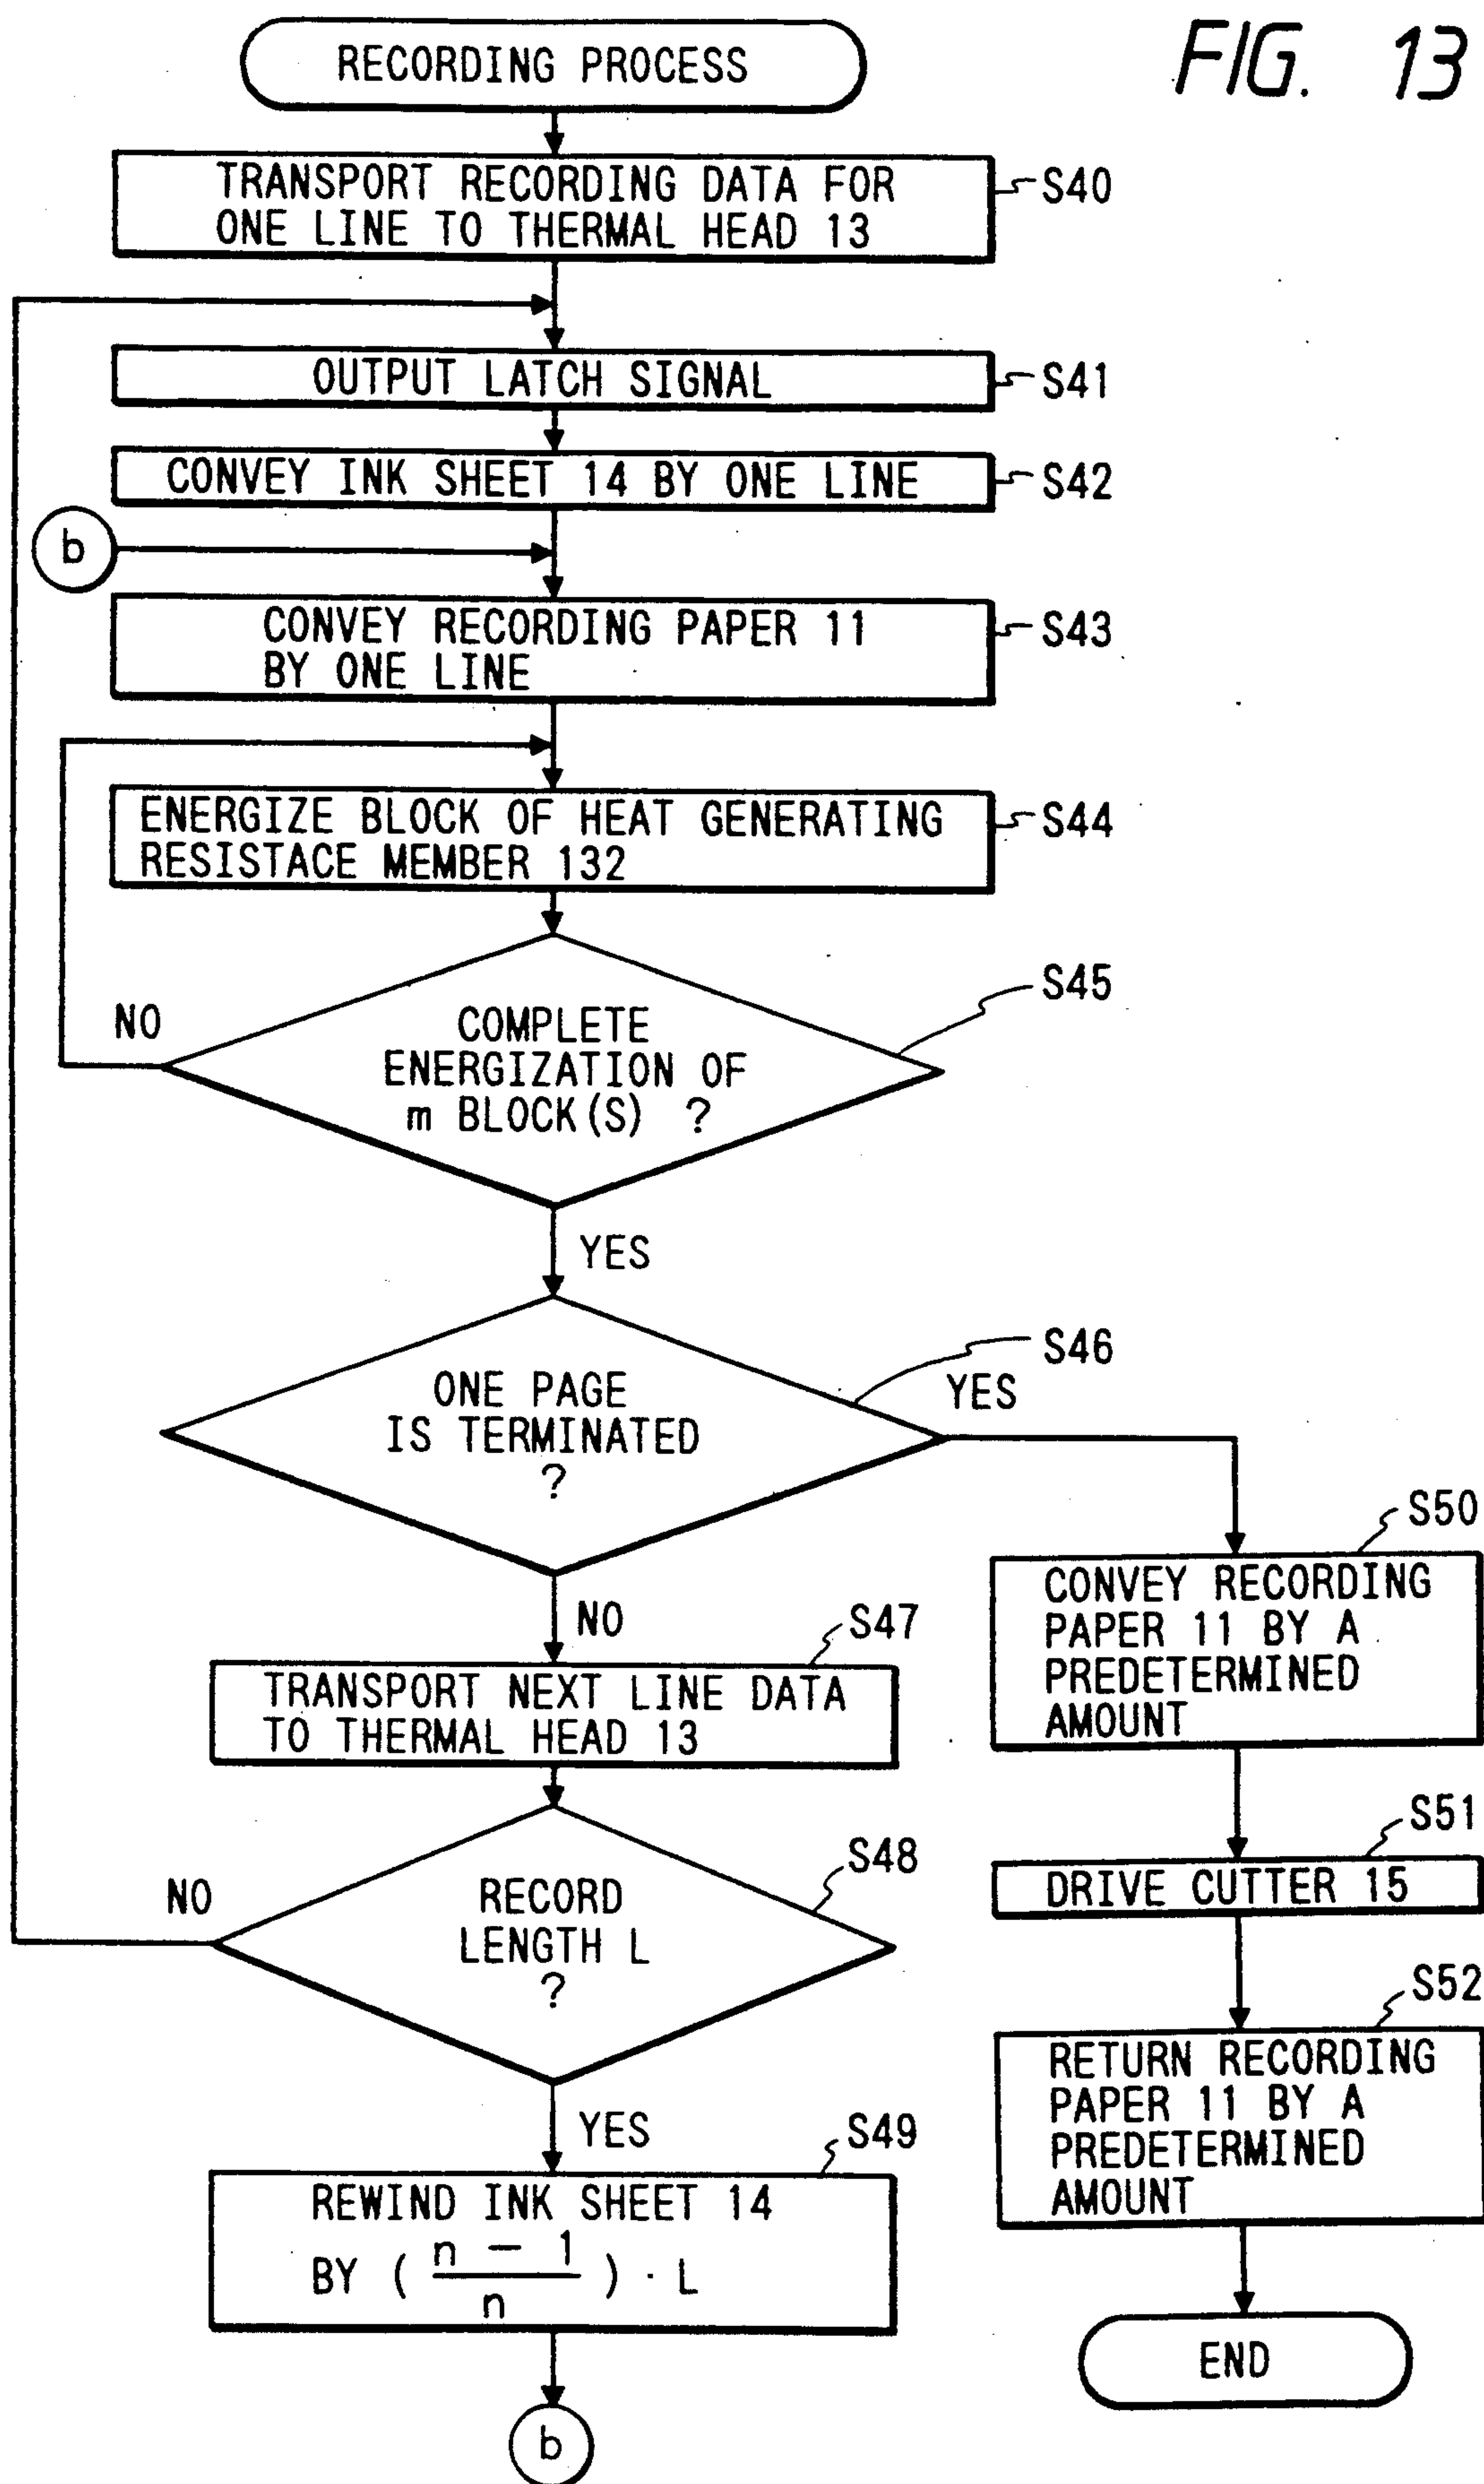 FIG. 13
RECORDING PROCESS
TRANSPORT RECORDING DATA FOR
ONE LINE TO THERMAL HEAD 13
S40
OUTPUT LATCH SIGNAL
S41
CONVEY INK SHEET 14 BY ONE LINE
S42
b
CONVEY RECORDING PAPER 11
BY ONE LINE
S43
ENERGIZE BLOCK OF HEAT GENERATING
RESISTACE MEMBER 132
S44
S45
NO
COMPLETE
ENERGIZATION OF
m BLOCK(S) ?
YES
S46
ONE PAGE
IS TERMINATED
?
YES
NO
S47
TRANSPORT NEXT LINE DATA
TO THERMAL HEAD 13
S48
NO
RECORD
LENGTH L
?
YES
S49
REWIND INK SHEET 14
BY ( n - 1 / n ) · L
b
S50
CONVEY RECORDING
PAPER 11 BY A
PREDETERMINED
AMOUNT
S51
DRIVE CUTTER 15
S52
RETURN RECORDING
PAPER 11 BY A
PREDETERMINED
AMOUNT
END